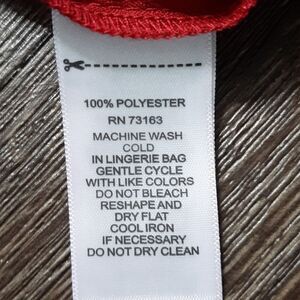 100% POLYESTER
RN 73163
MACHINE WASH
COLD
IN LINGERIE BAG
GENTLE CYCLE
WITH LIKE COLORS
DO NOT BLEACH
RESHAPE AND
DRY FLAT
COOL IRON
IF NECESSARY
DO NOT DRY CLEAN